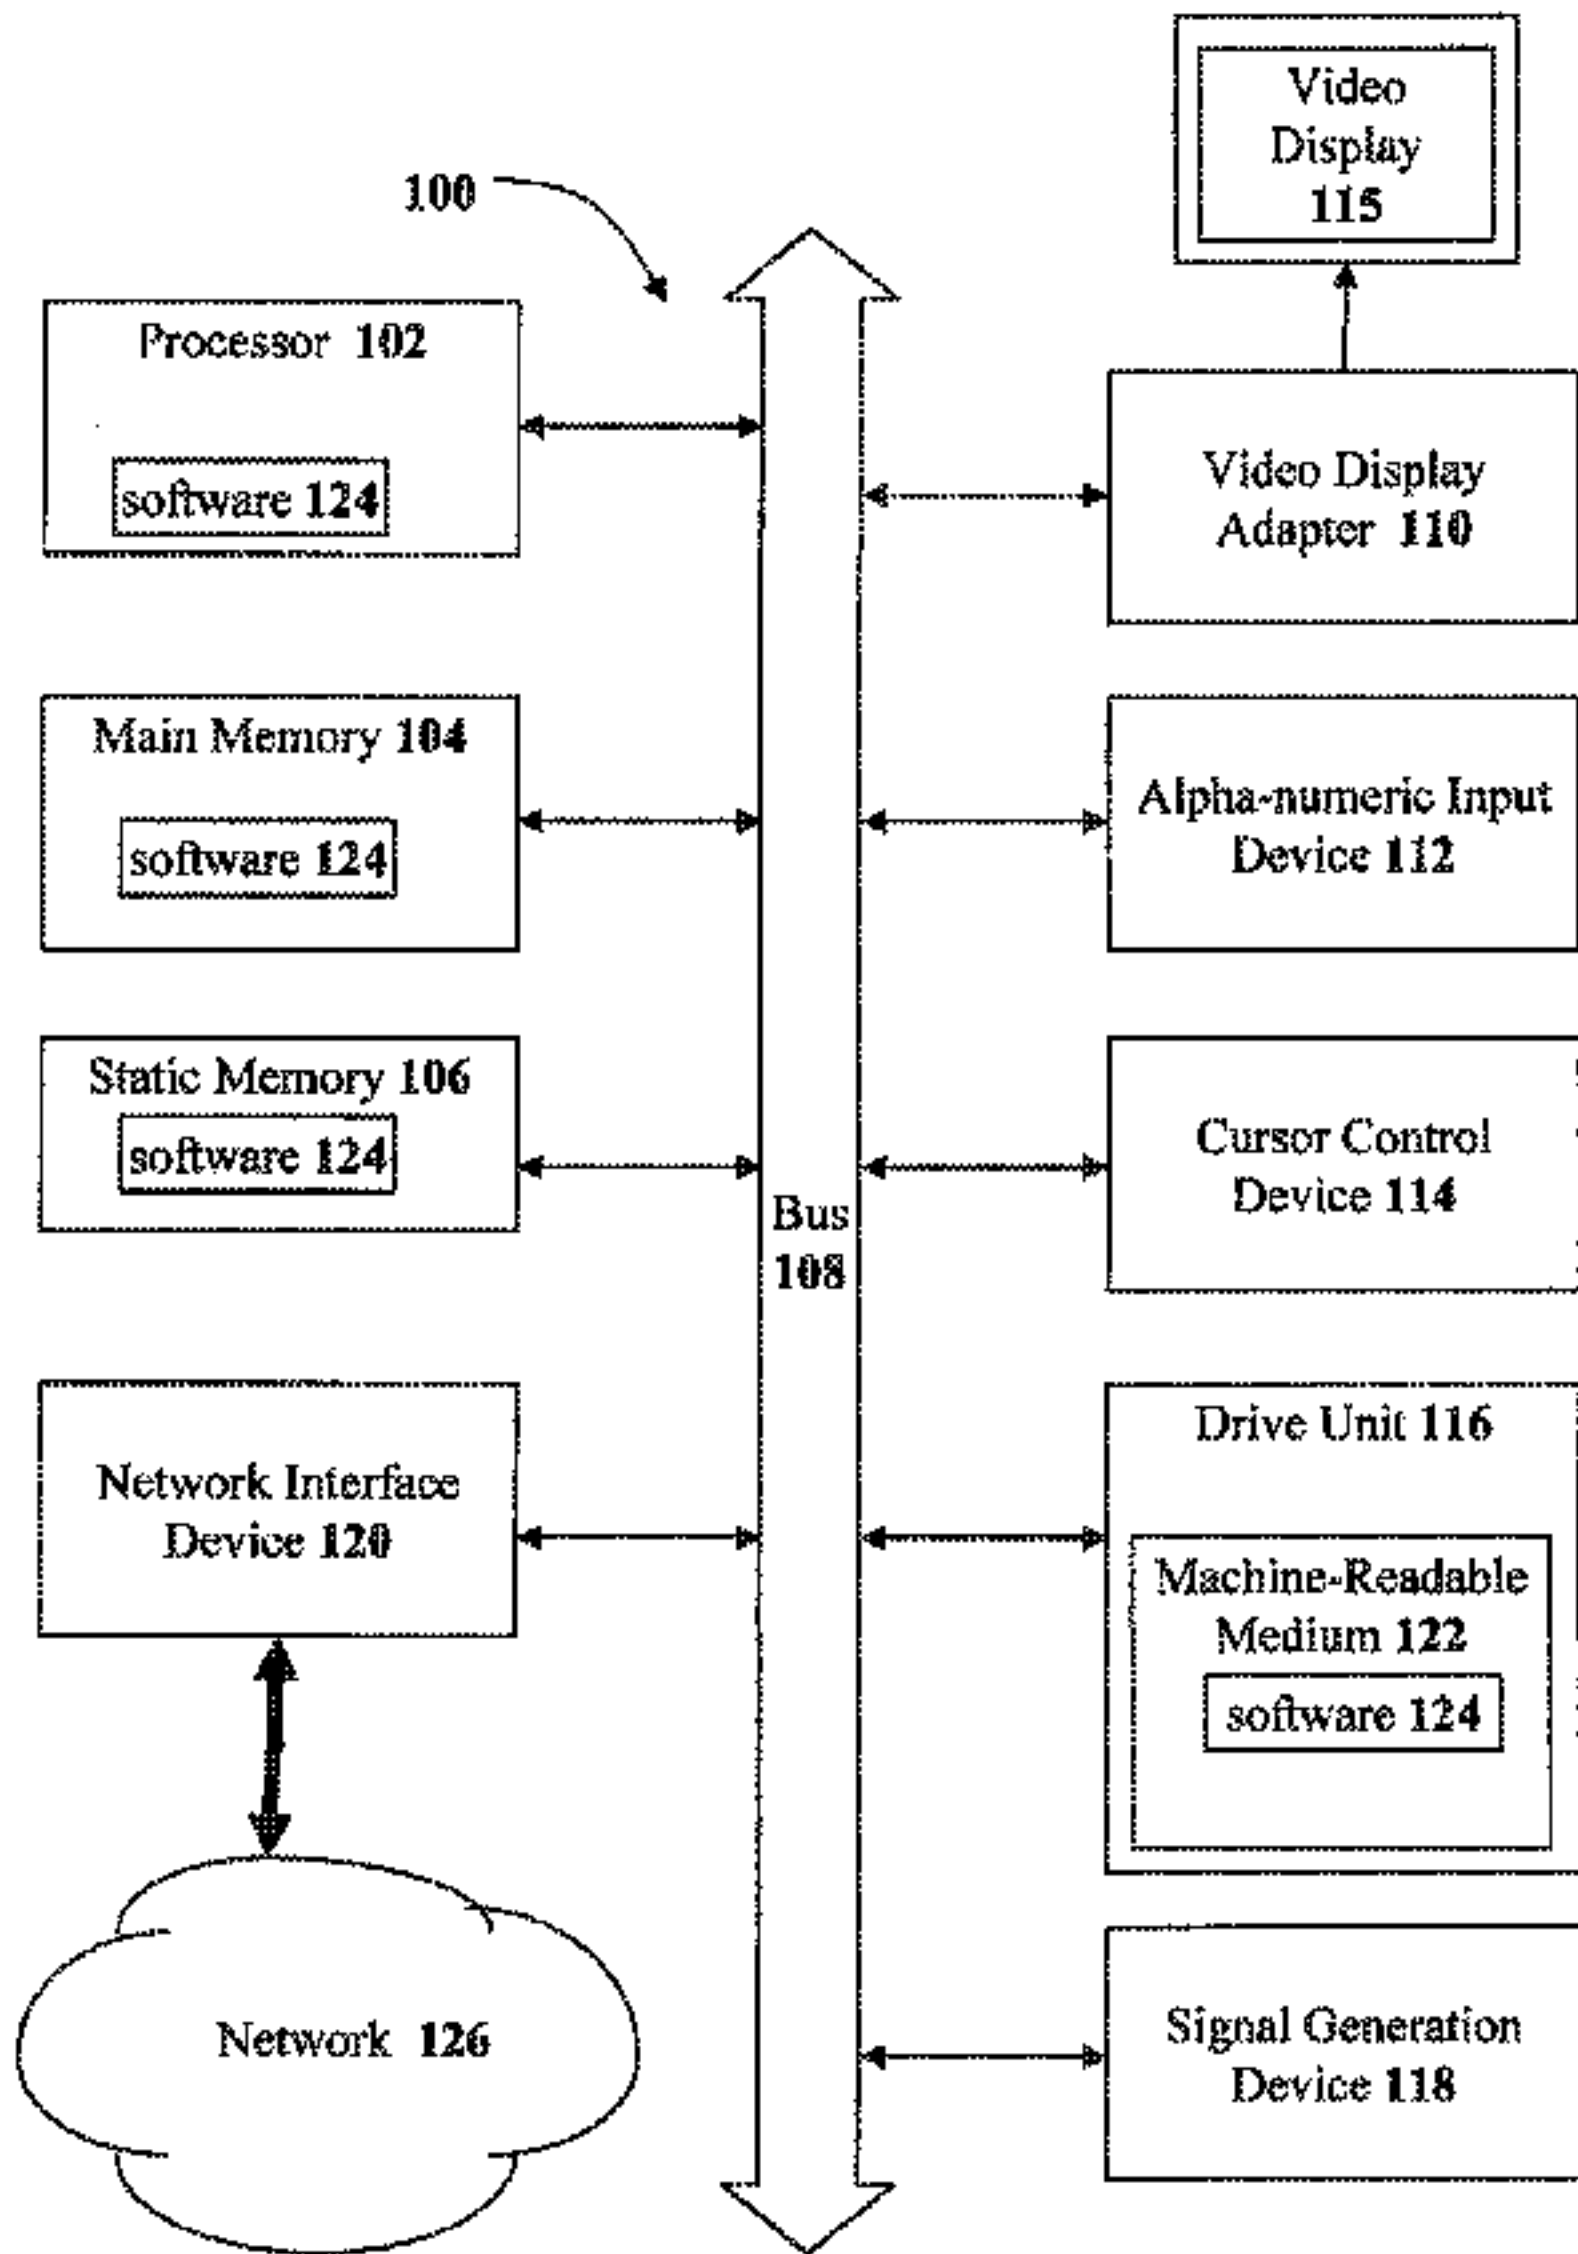 Video
Display
115
100
Processor 102
software 124
Video Display
Adapter 110
Main Memory 104
software 124
Alpha-numeric Input
Device 112
Static Memory 106
software 124
Cursor Control
Device 114
Bus
108
Network Interface
Device 120
Drive Unit 116
Machine-Readable
Medium 122
software 124
Network 126
Signal Generation
Device 118